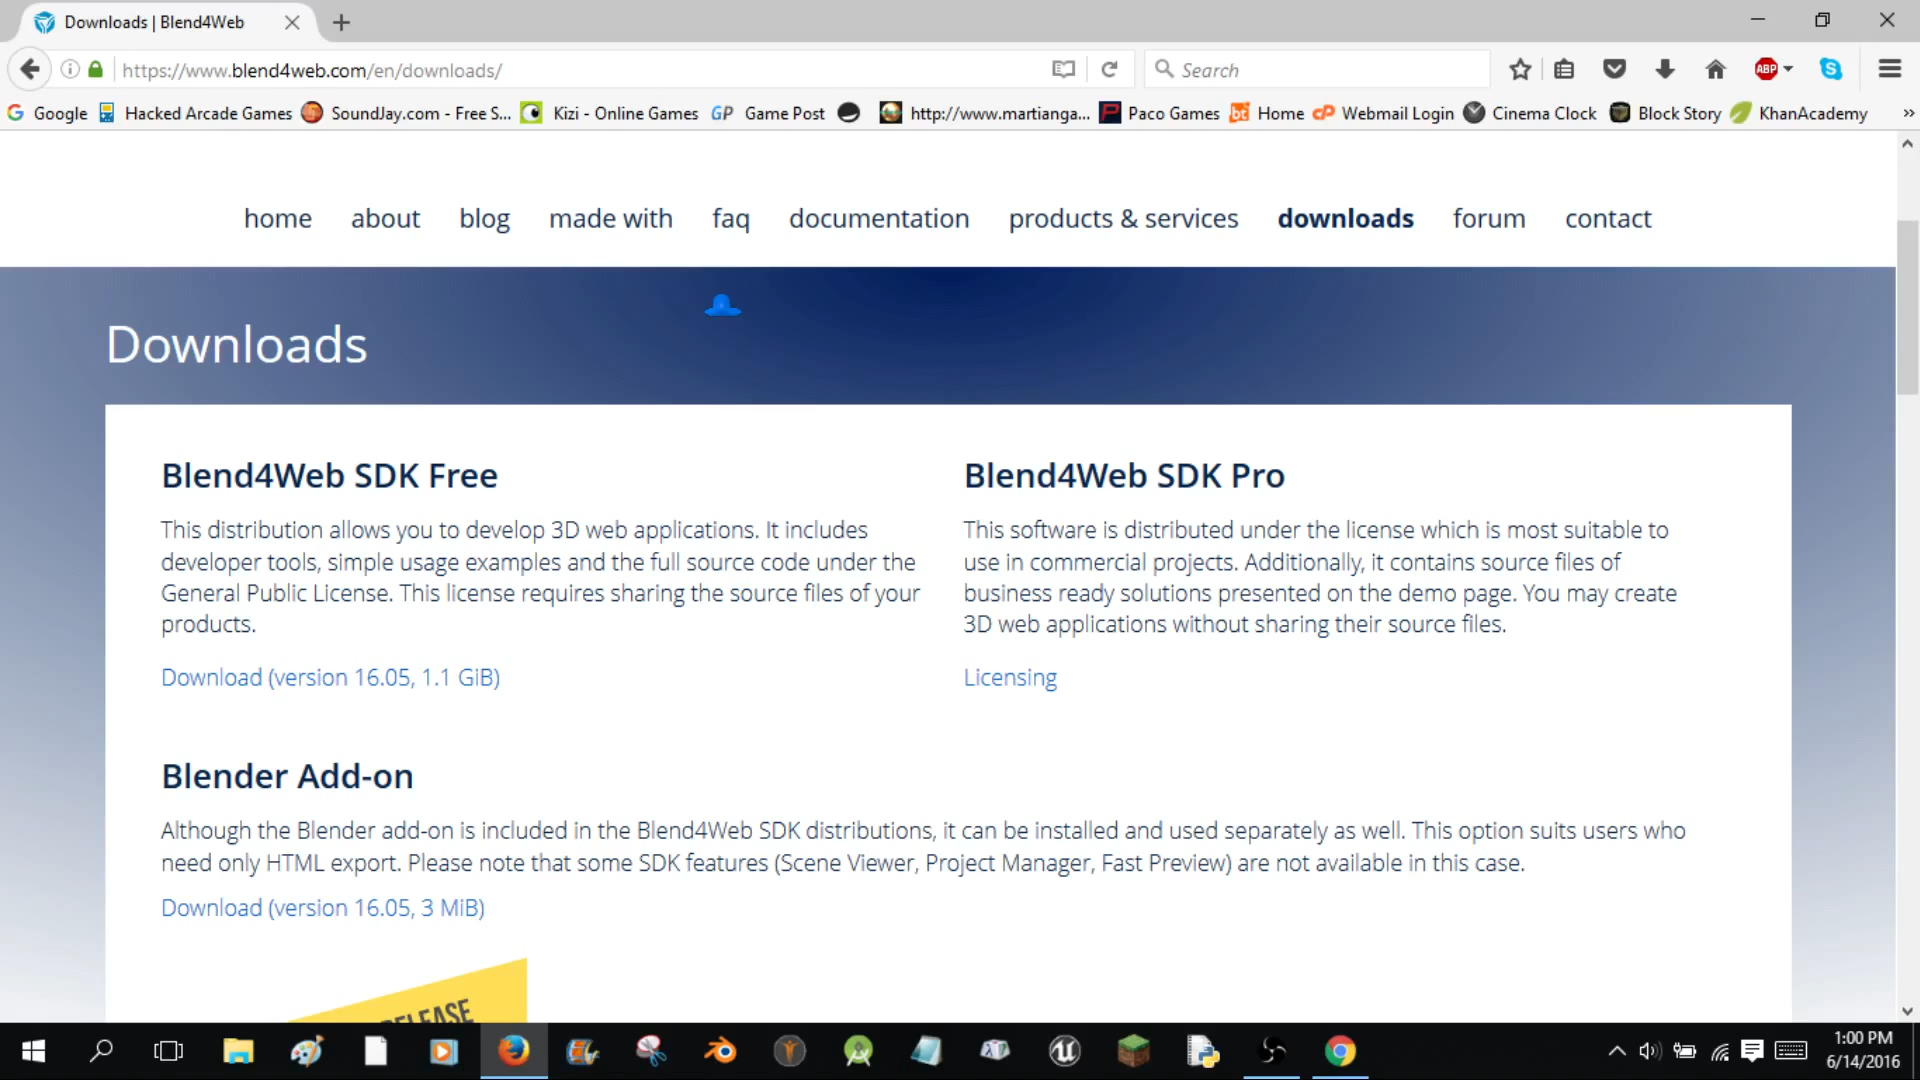 Downloads | Blend4Web
https://www.blend4web.com/en/downloads/
Search
ABP
Google Hacked Arcade Games SoundJay.com - Free S... Kizi - Online Games GP Game Post http://www.martianga... Paco Games Home Webmail Login Cinema Clock Block Story KhanAcademy
home about blog made with faq documentation products & services downloads forum contact
Downloads
Blend4Web SDK Free
This distribution allows you to develop 3D web applications. It includes
developer tools, simple usage examples and the full source code under the
General Public License. This license requires sharing the source files of your
products.
Download (version 16.05, 1.1 GiB)
Blend4Web SDK Pro
This software is distributed under the license which is most suitable to
use in commercial projects. Additionally, it contains source files of
business ready solutions presented on the demo page. You may create
3D web applications without sharing their source files.
Licensing
Blender Add-on
Although the Blender add-on is included in the Blend4Web SDK distributions, it can be installed and used separately as well. This option suits users who
need only HTML export. Please note that some SDK features (Scene Viewer, Project Manager, Fast Preview) are not available in this case.
Download (version 16.05, 3 MiB)
RELEASE
1:00 PM
6/14/2016